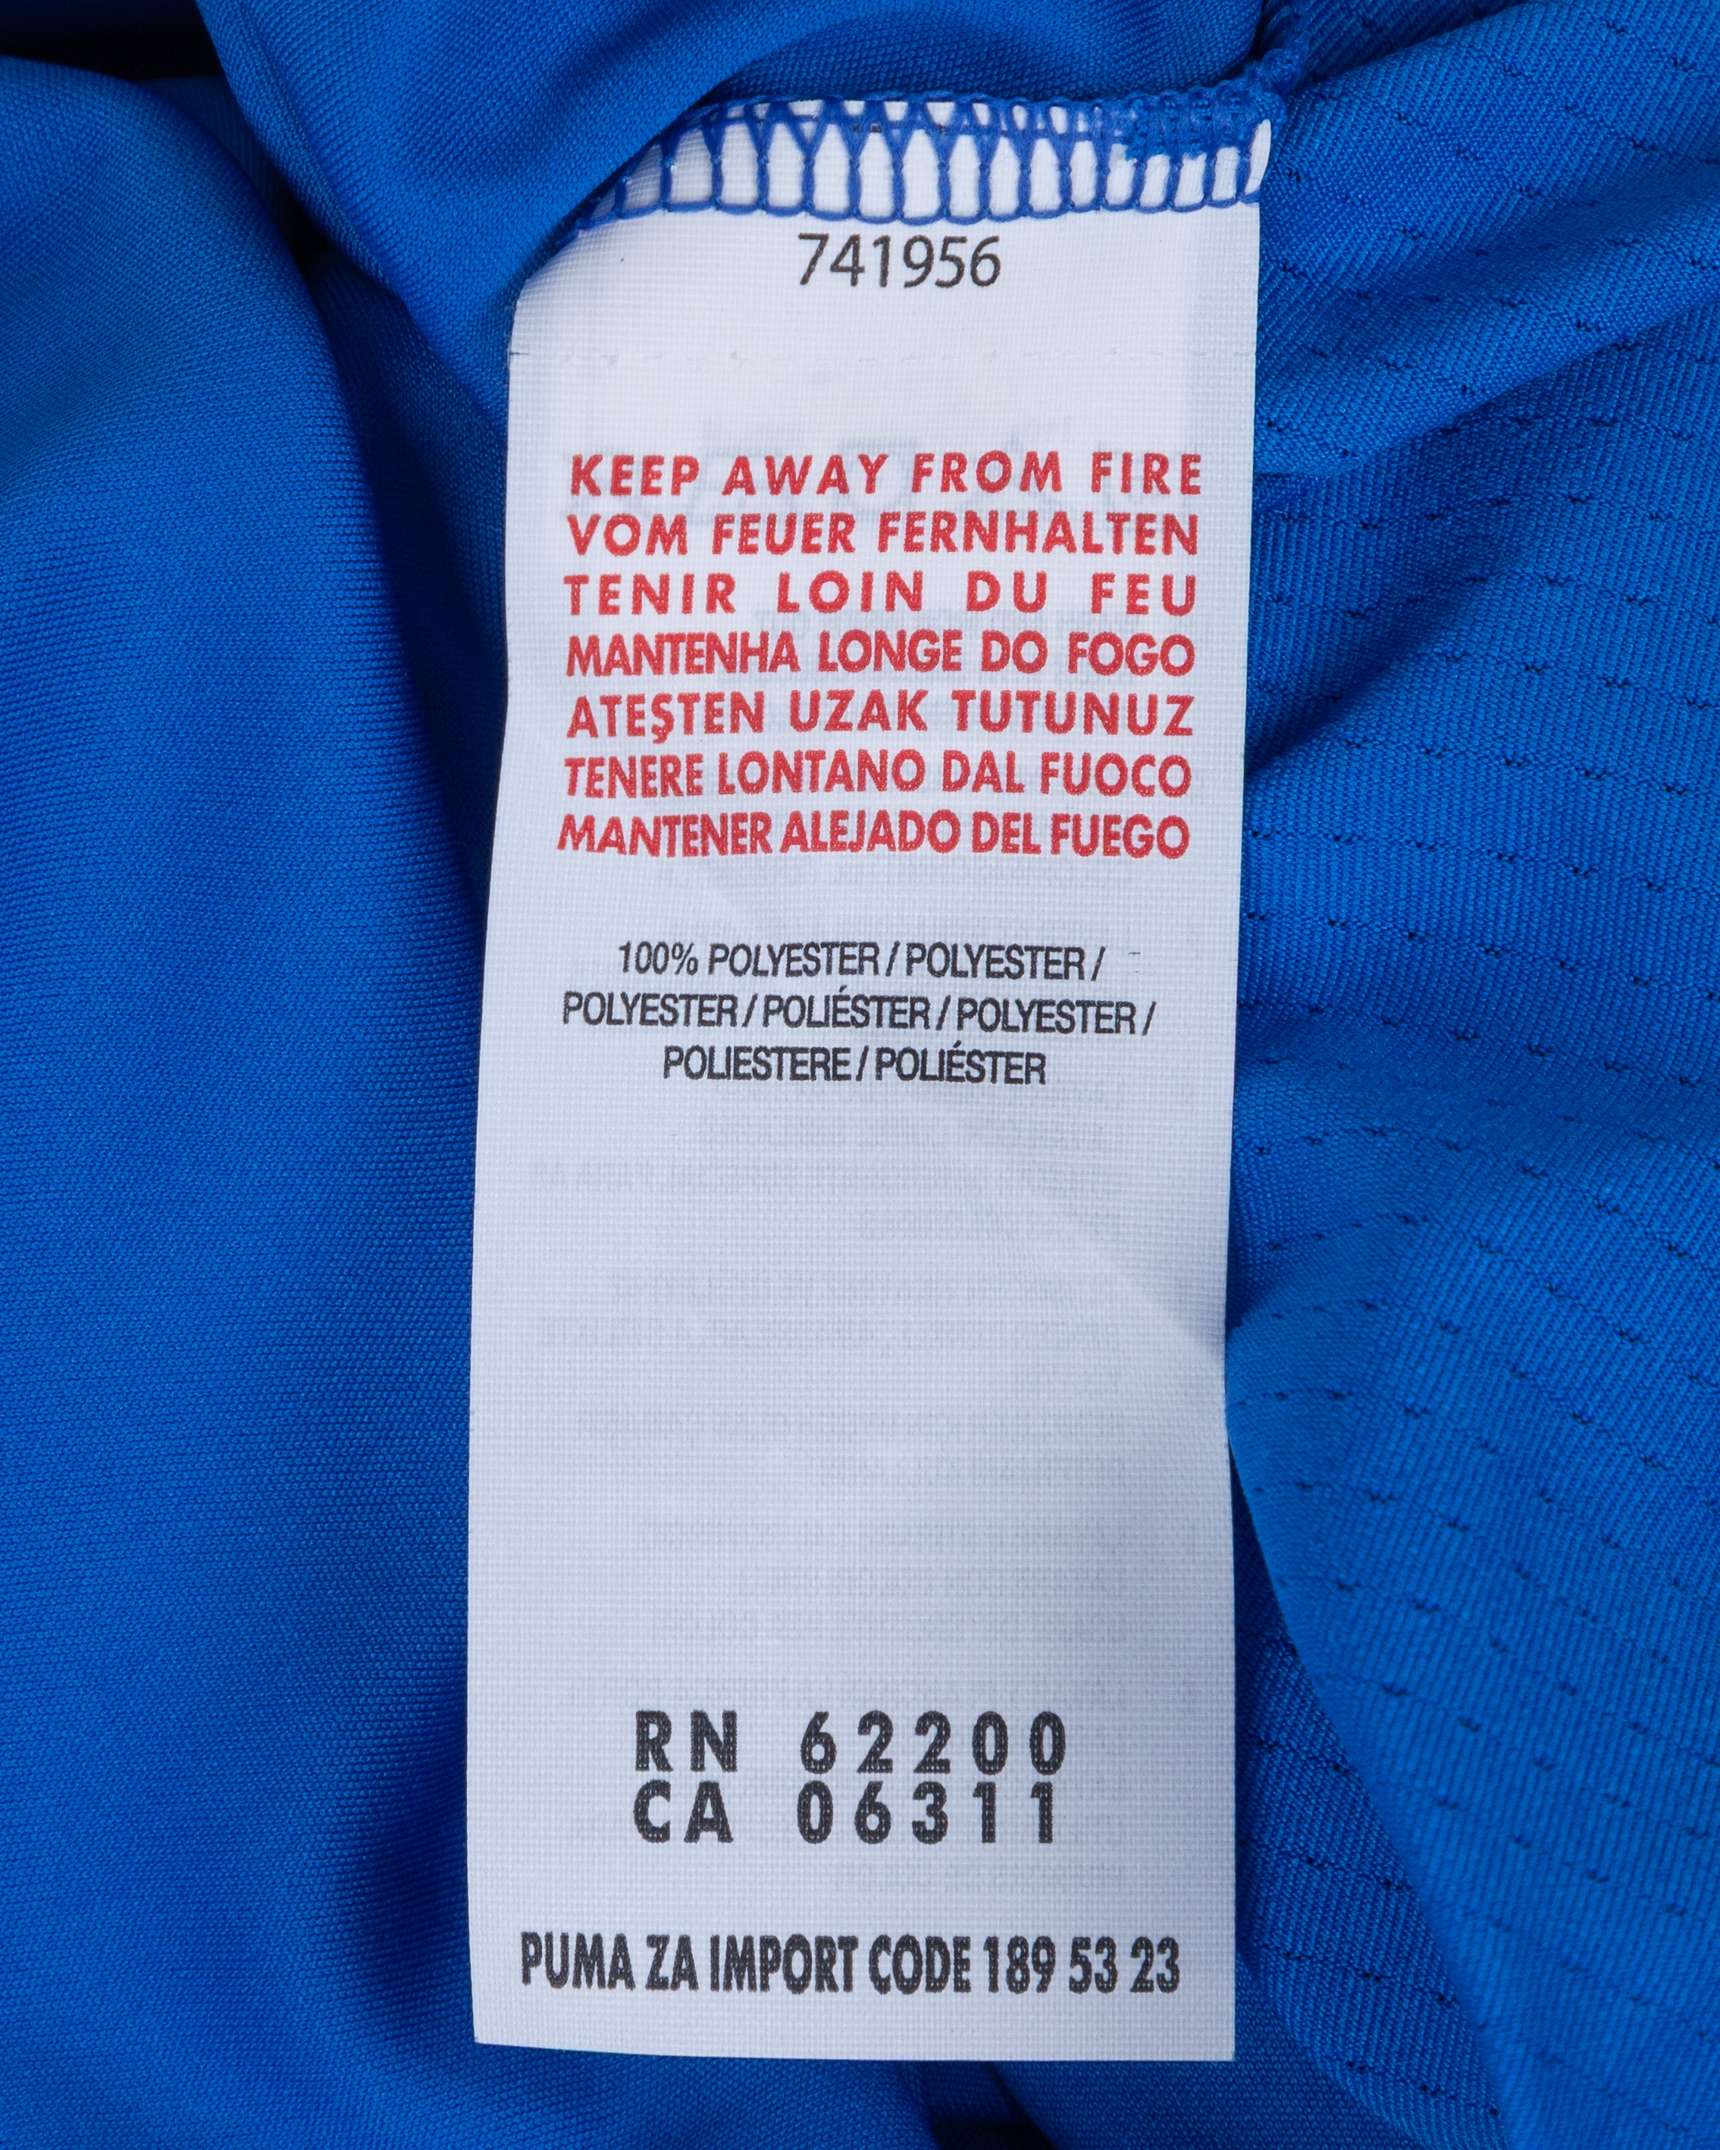 741956
KEEP AWAY FROM FIRE
VOM FEUER FERNHALTEN
TENIR LOIN DU FEU
MANTENHA LONGE DO FOGO
ATEŞTEN UZAK TUTUNUZ
TENERE LONTANO DAL FUOCO
MANTENER ALEJADO DEL FUEGO
100% POLYESTER / POLYESTER /
POLYESTER / POLIÉSTER / POLYESTER /
POLIESTERE / POLIÉSTER
RN 62200
CA 06311
PUMA ZA IMPORT CODE 189 53 23